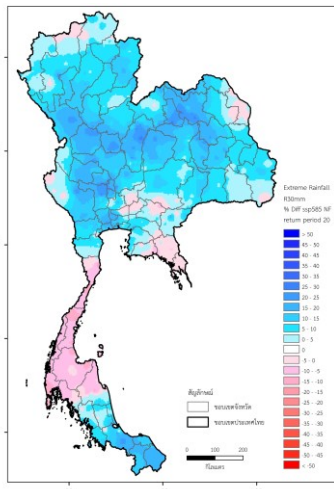 Extreme Rainfall
R30mm
% Diff ssp585 NF
return period 20
> 50
45 - 50
40 - 45
35 - 40
30 - 35
25 - 30
20 - 25
15 - 20
10 - 15
5 - 10
0 - 5
0
-5 - 0
-10 - -5
-15 - -10
-20 - -15
-25 - -20
-30 - -25
-35 - -30
-40 - -35
-45 - -40
-50 - -45
< -50
สัญลักษณ์
ขอบเขตจังหวัด
ขอบเขตประเทศไทย
0 100 200
กิโลเมตร